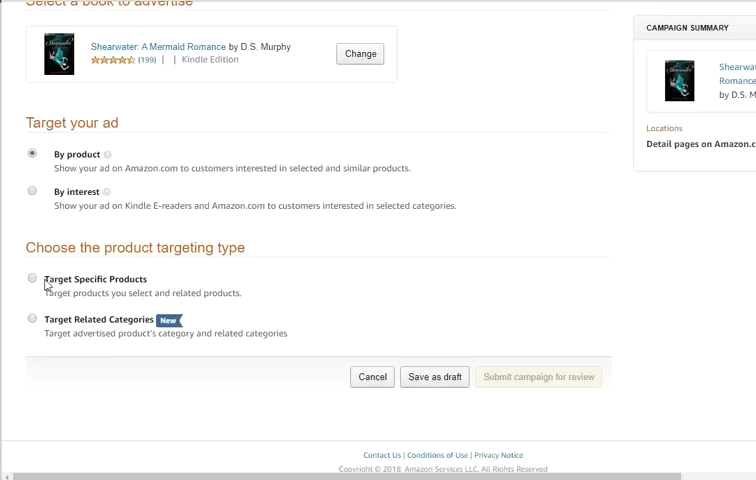 Select a book to advertise
CAMPAIGN SUMMARY
Shearwater: A Mermaid Romance by D.S. Murphy
(199) | | Kindle Edition
Change
Romance
by D.S. M
Target your ad
Locations
Detail pages on Amazon.c
By product
Show your ad on Amazon.com to customers interested in selected and similar products.
By interest
Show your ad on Kindle E-readers and Amazon.com to customers interested in selected categories.
Choose the product targeting type
Target Specific Products
Target products you select and related products.
Target Related Categories New
Target advertised product's category and related categories
Cancel
Save as draft
Submit campaign for review
Contact Us | Conditions of Use | Privacy Notice
Copyright © 2018, Amazon Services LLC. All Rights Reserved